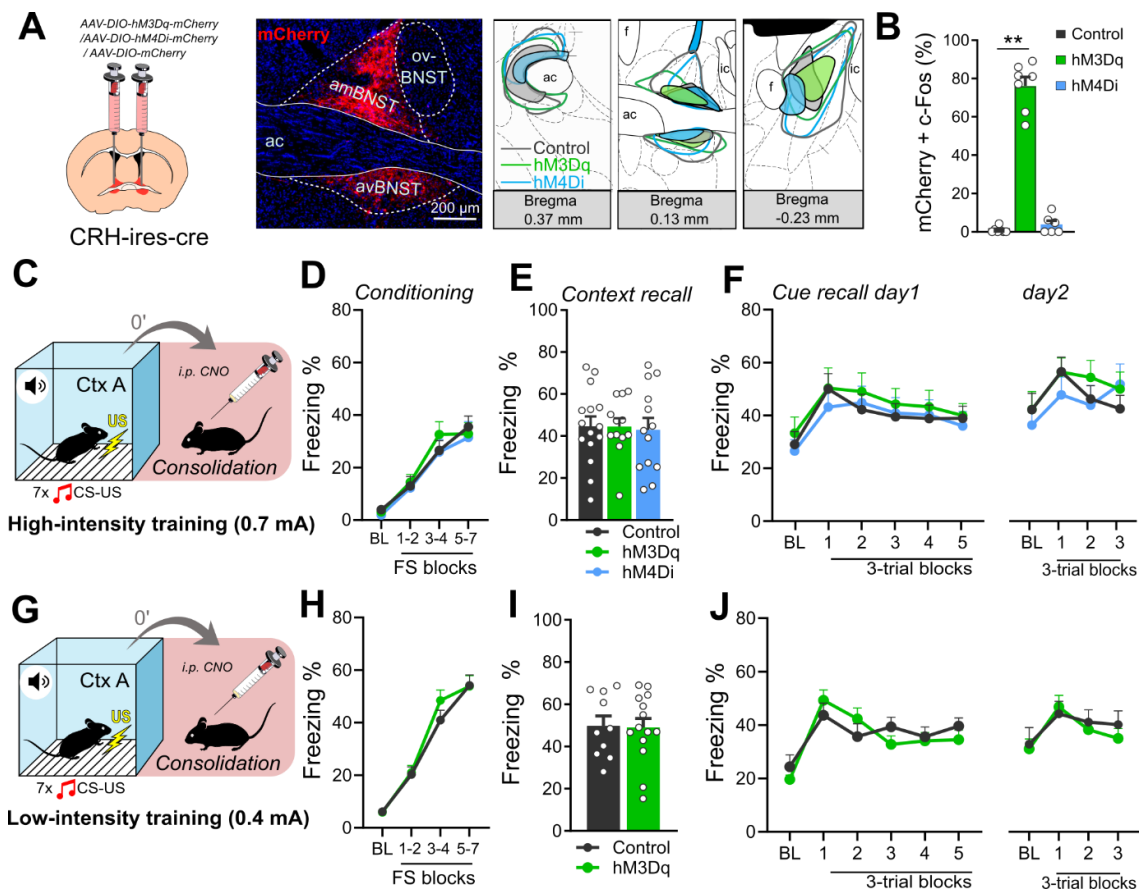 A
AAV-DIO-hM3Dq-mCherry
/AAV-DIO-hM4Di-mCherry
/ AAV-DIO-mCherry
CRH-ires-cre
mCherry
ov-
BNST
amBNST
ac
avBNST
200 µm
ac
Control
hM3Dq
hM4Di
Bregma
0.37 mm
f
ic
ac
Bregma
0.13 mm
ic
f
Bregma
-0.23 mm
B
mCherry + c-Fos (%)
100
80
60
40
20
0
**
Control
hM3Dq
hM4Di
C
0'
Ctx A
US
i.p. CNO
Consolidation
7x CS-US
High-intensity training (0.7 mA)
D
Conditioning
Freezing %
80
60
40
20
0
BL 1-2 3-4 5-7
FS blocks
E
Context recall
Freezing %
100
80
60
40
20
0
Control
hM3Dq
hM4Di
F
Cue recall day1
day2
Freezing %
80
60
40
20
0
BL 1 2 3 4 5
3-trial blocks
BL 1 2 3
3-trial blocks
G
0'
Ctx A
US
i.p. CNO
Consolidation
7x CS-US
Low-intensity training (0.4 mA)
H
Freezing %
80
60
40
20
0
BL 1-2 3-4 5-7
FS blocks
I
Freezing %
100
80
60
40
20
0
Control
hM3Dq
J
Freezing %
80
60
40
20
0
BL 1 2 3 4 5
3-trial blocks
BL 1 2 3
3-trial blocks